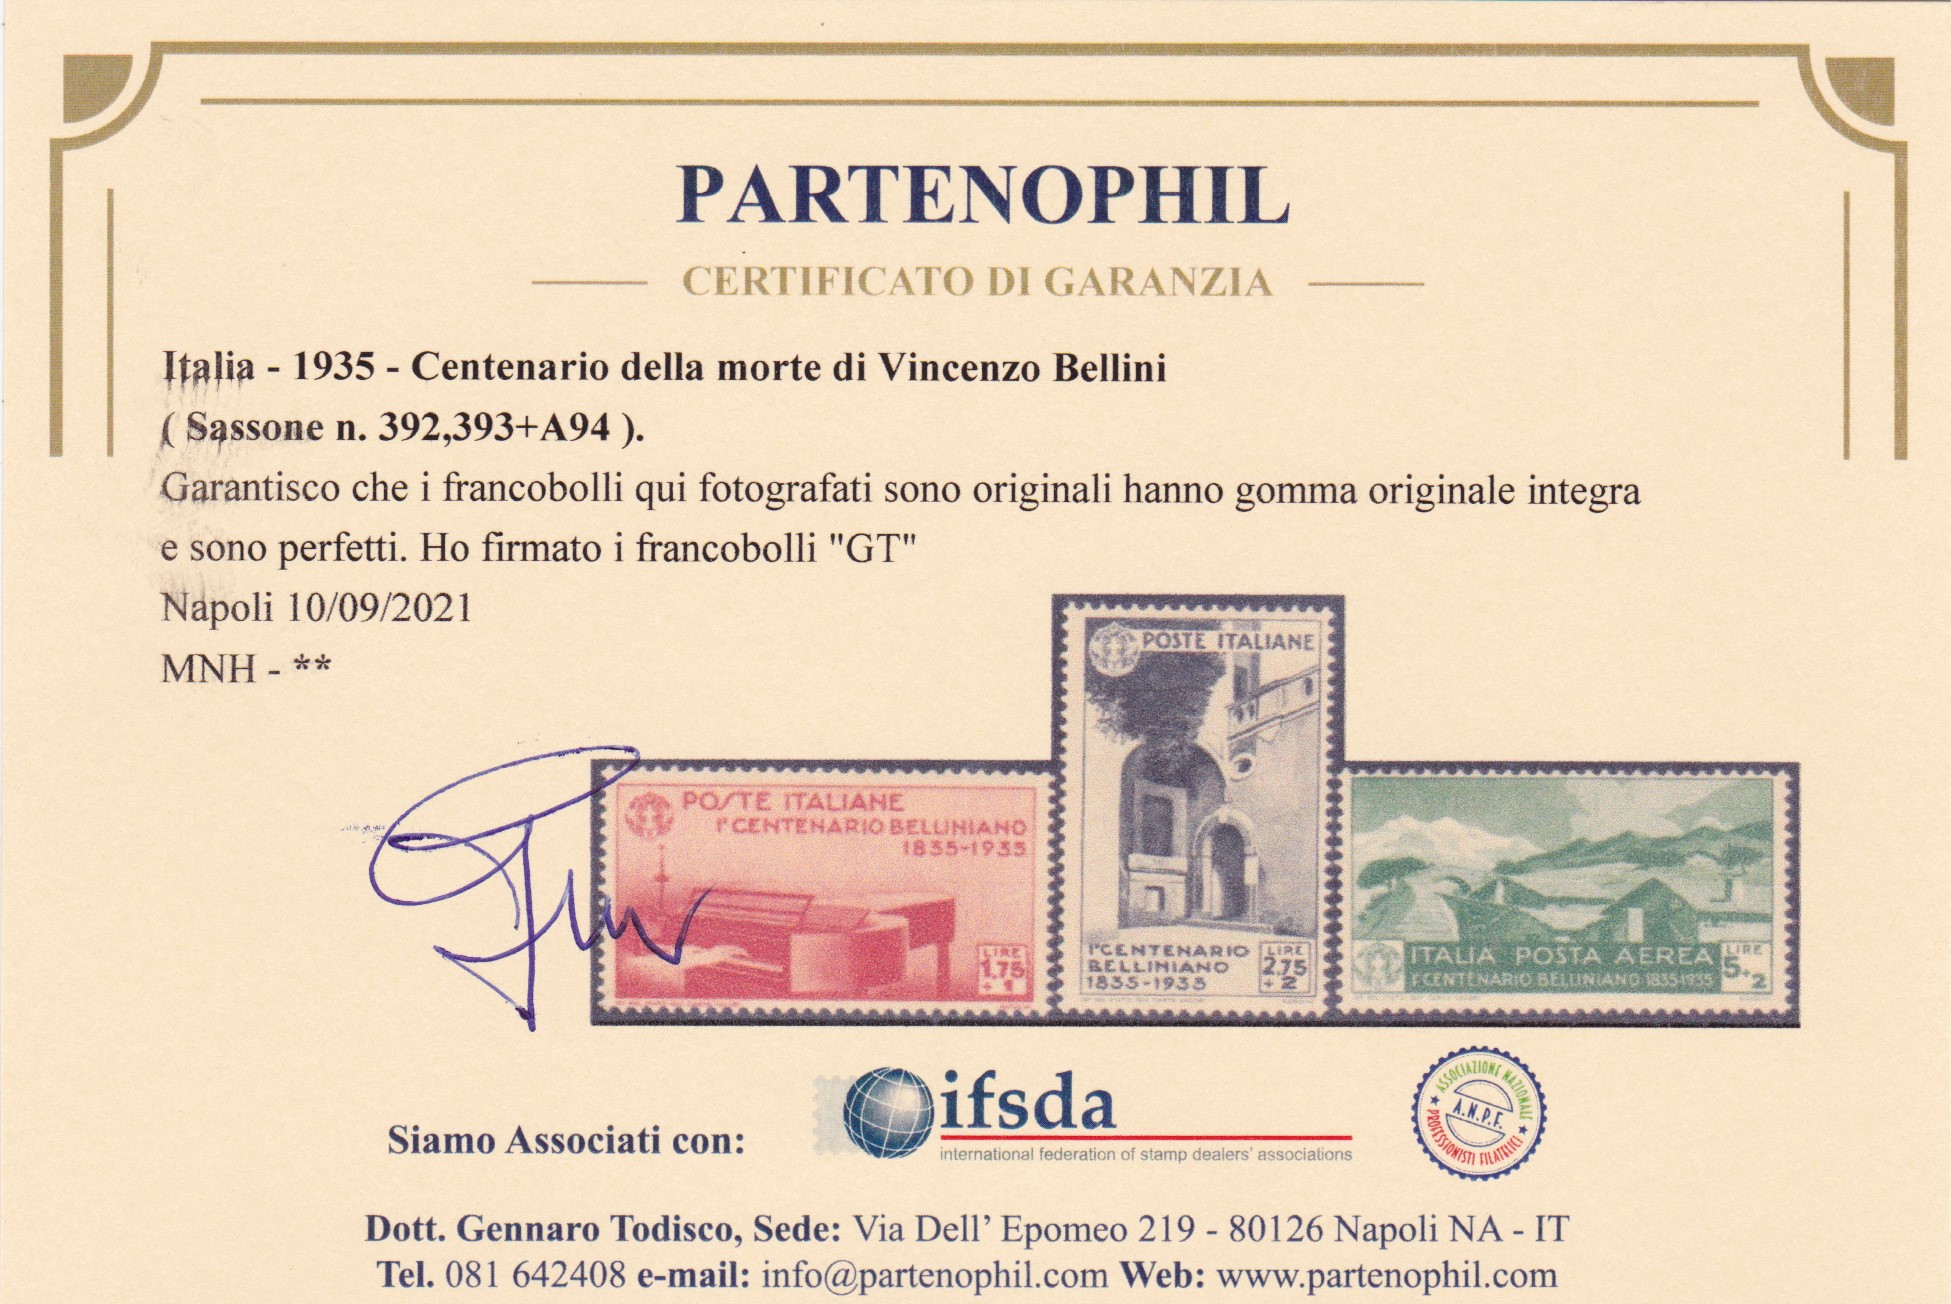 PARTENOPHIL
CERTIFICATO DI GARANZIA
Italia - 1935 - Centenario della morte di Vincenzo Bellini
( Sassone n. 392,393+A94 ).
Garantisco che i francobolli qui fotografati sono originali hanno gomma originale integra
e sono perfetti. Ho firmato i francobolli "GT"
Napoli 10/09/2021
MNH - **
POSTE ITALIANE
1° CENTENARIO BELLINIANO
1835-1935
LIRE
1,75
+ 1
POSTE ITALIANE
1° CENTENARIO
BELLINIANO
1835-1935
LIRE
2,75
+ 2
ITALIA POSTA AEREA
1° CENTENARIO BELLINIANO 1835-1935
LIRE
5+2
Siamo Associati con:
ifsda
international federation of stamp dealers' associations
ASSOCIAZIONE NAZIONALE
A.N.P.F.
PROFESSIONISTI FILATELICI
Dott. Gennaro Todisco, Sede: Via Dell' Epomeo 219 - 80126 Napoli NA - IT
Tel. 081 642408 e-mail: info@partenophil.com Web: www.partenophil.com